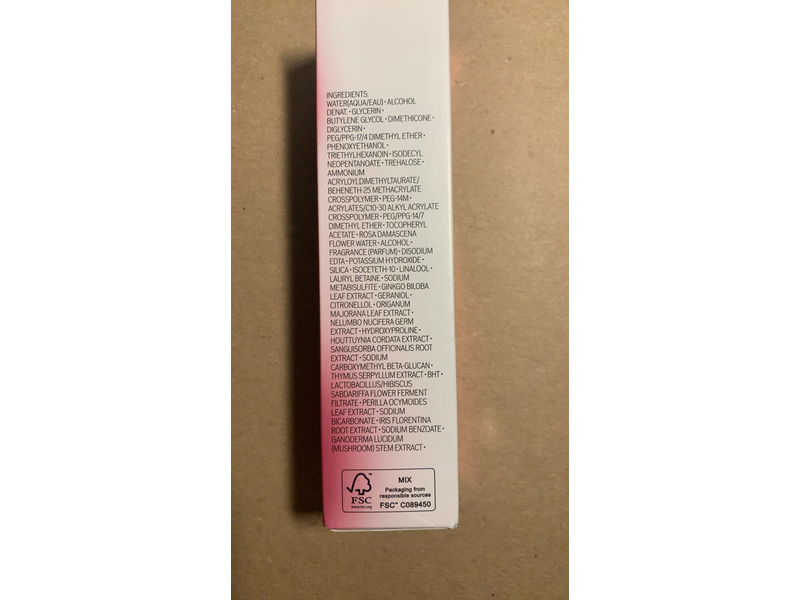 INGREDIENTS:
WATER(AQUA/EAU)•ALCOHOL
DENAT.•GLYCERIN•
BUTYLENE GLYCOL•DIMETHICONE•
DIGLYCERIN•
PEG/PPG-17/4 DIMETHYL ETHER•
PHENOXYETHANOL•
TRIETHYLHEXANOIN•ISODECYL
NEOPENTANOATE•TREHALOSE•
AMMONIUM
ACRYLOYLDIMETHYLTAURATE/
BEHENETH-25 METHACRYLATE
CROSSPOLYMER•PEG-14M•
ACRYLATES/C10-30 ALKYL ACRYLATE
CROSSPOLYMER•PEG/PPG-14/7
DIMETHYL ETHER•TOCOPHERYL
ACETATE•ROSA DAMASCENA
FLOWER WATER•ALCOHOL•
FRAGRANCE (PARFUM)•DISODIUM
EDTA•POTASSIUM HYDROXIDE•
SILICA•ISOCETETH-10•LINALOOL•
LAURYL BETAINE•SODIUM
METABISULFITE•GINKGO BILOBA
LEAF EXTRACT•GERANIOL•
CITRONELLOL•ORIGANUM
MAJORANA LEAF EXTRACT•
NELUMBO NUCIFERA GERM
EXTRACT•HYDROXYPROLINE•
HOUTTUYNIA CORDATA EXTRACT•
SANGUISORBA OFFICINALIS ROOT
EXTRACT•SODIUM
CARBOXYMETHYL BETA-GLUCAN•
THYMUS SERPYLLUM EXTRACT•BHT•
LACTOBACILLUS/HIBISCUS
SABDARIFFA FLOWER FERMENT
FILTRATE•PERILLA OCYMOIDES
LEAF EXTRACT•SODIUM
BICARBONATE•IRIS FLORENTINA
ROOT EXTRACT•SODIUM BENZOATE•
GANODERMA LUCIDUM
(MUSHROOM) STEM EXTRACT•
FSC
www.fsc.org
MIX
Packaging from
responsible sources
FSC™ C089450